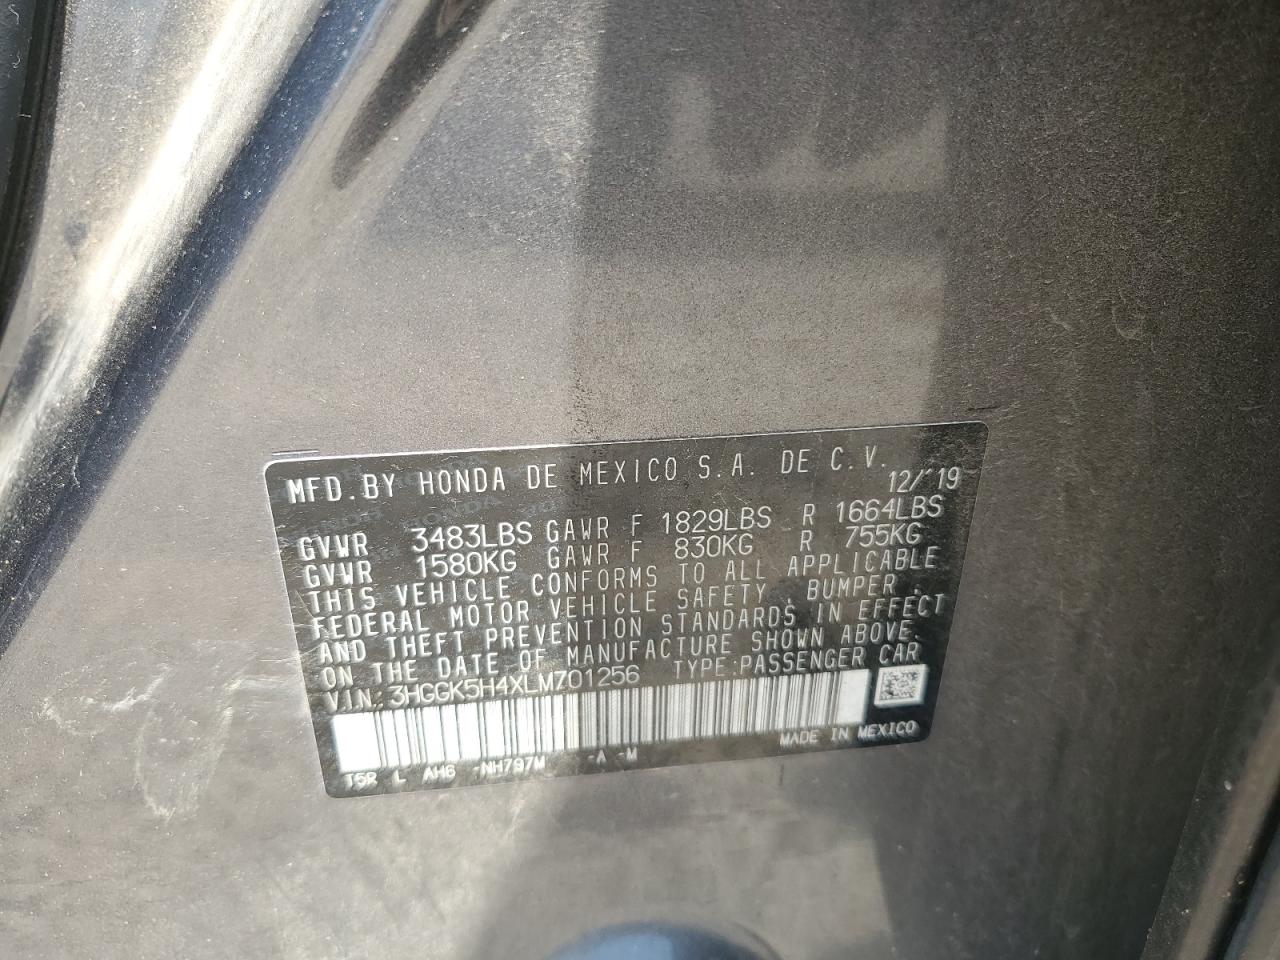 MFD.BY HONDA DE MEXICO S.A. DE C.V.
12/'19
GVWR 3483LBS GAWR F 1829LBS R 1664LBS
GVWR 1580KG GAWR F 830KG R 755KG
THIS VEHICLE CONFORMS TO ALL APPLICABLE
FEDERAL MOTOR VEHICLE SAFETY, BUMPER,
AND THEFT PREVENTION STANDARDS IN EFFECT
ON THE DATE OF MANUFACTURE SHOWN ABOVE.
VIN: 3HGGK5H4XLMZ01256 TYPE:PASSENGER CAR
MADE IN MEXICO
T5R L AH6 -NH797M -A -M